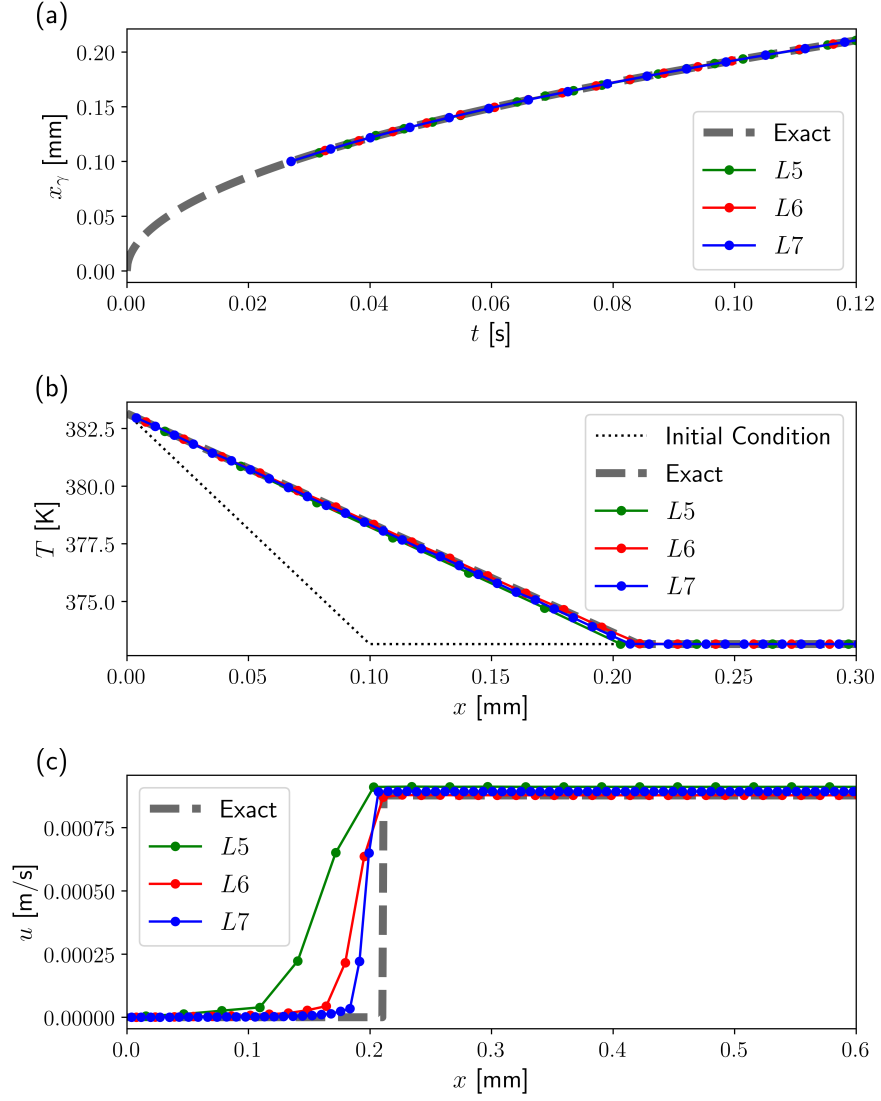 (a)
0.20
0.15
0.10
0.05
0.00
xγ [mm]
Exact
L5
L6
L7
0.00 0.02 0.04 0.06 0.08 0.10 0.12
t [s]
(b)
382.5
380.0
377.5
375.0
T [K]
Initial Condition
Exact
L5
L6
L7
0.00 0.05 0.10 0.15 0.20 0.25 0.30
x [mm]
(c)
0.00075
0.00050
0.00025
0.00000
u [m/s]
Exact
L5
L6
L7
0.0 0.1 0.2 0.3 0.4 0.5 0.6
x [mm]